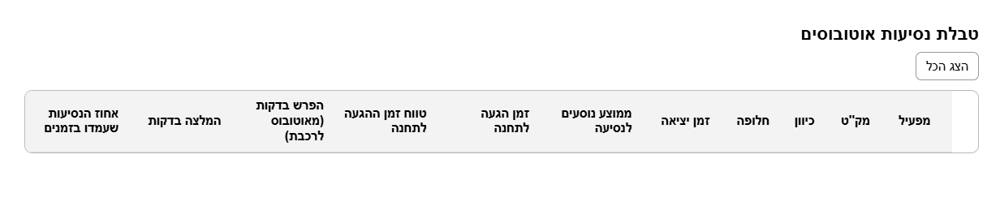 טבלת נסיעות אוטובוסים
הצג הכל
מפעיל
מק"ט
כיוון
חלופה
זמן יציאה
ממוצע נוסעים
לנסיעה
זמן הגעה
לתחנה
טווח זמן ההגעה
לתחנה
הפרש בדקות
(מאוטובוס
לרכבת)
המלצה בדקות
אחוז הנסיעות
שעמדו בזמנים